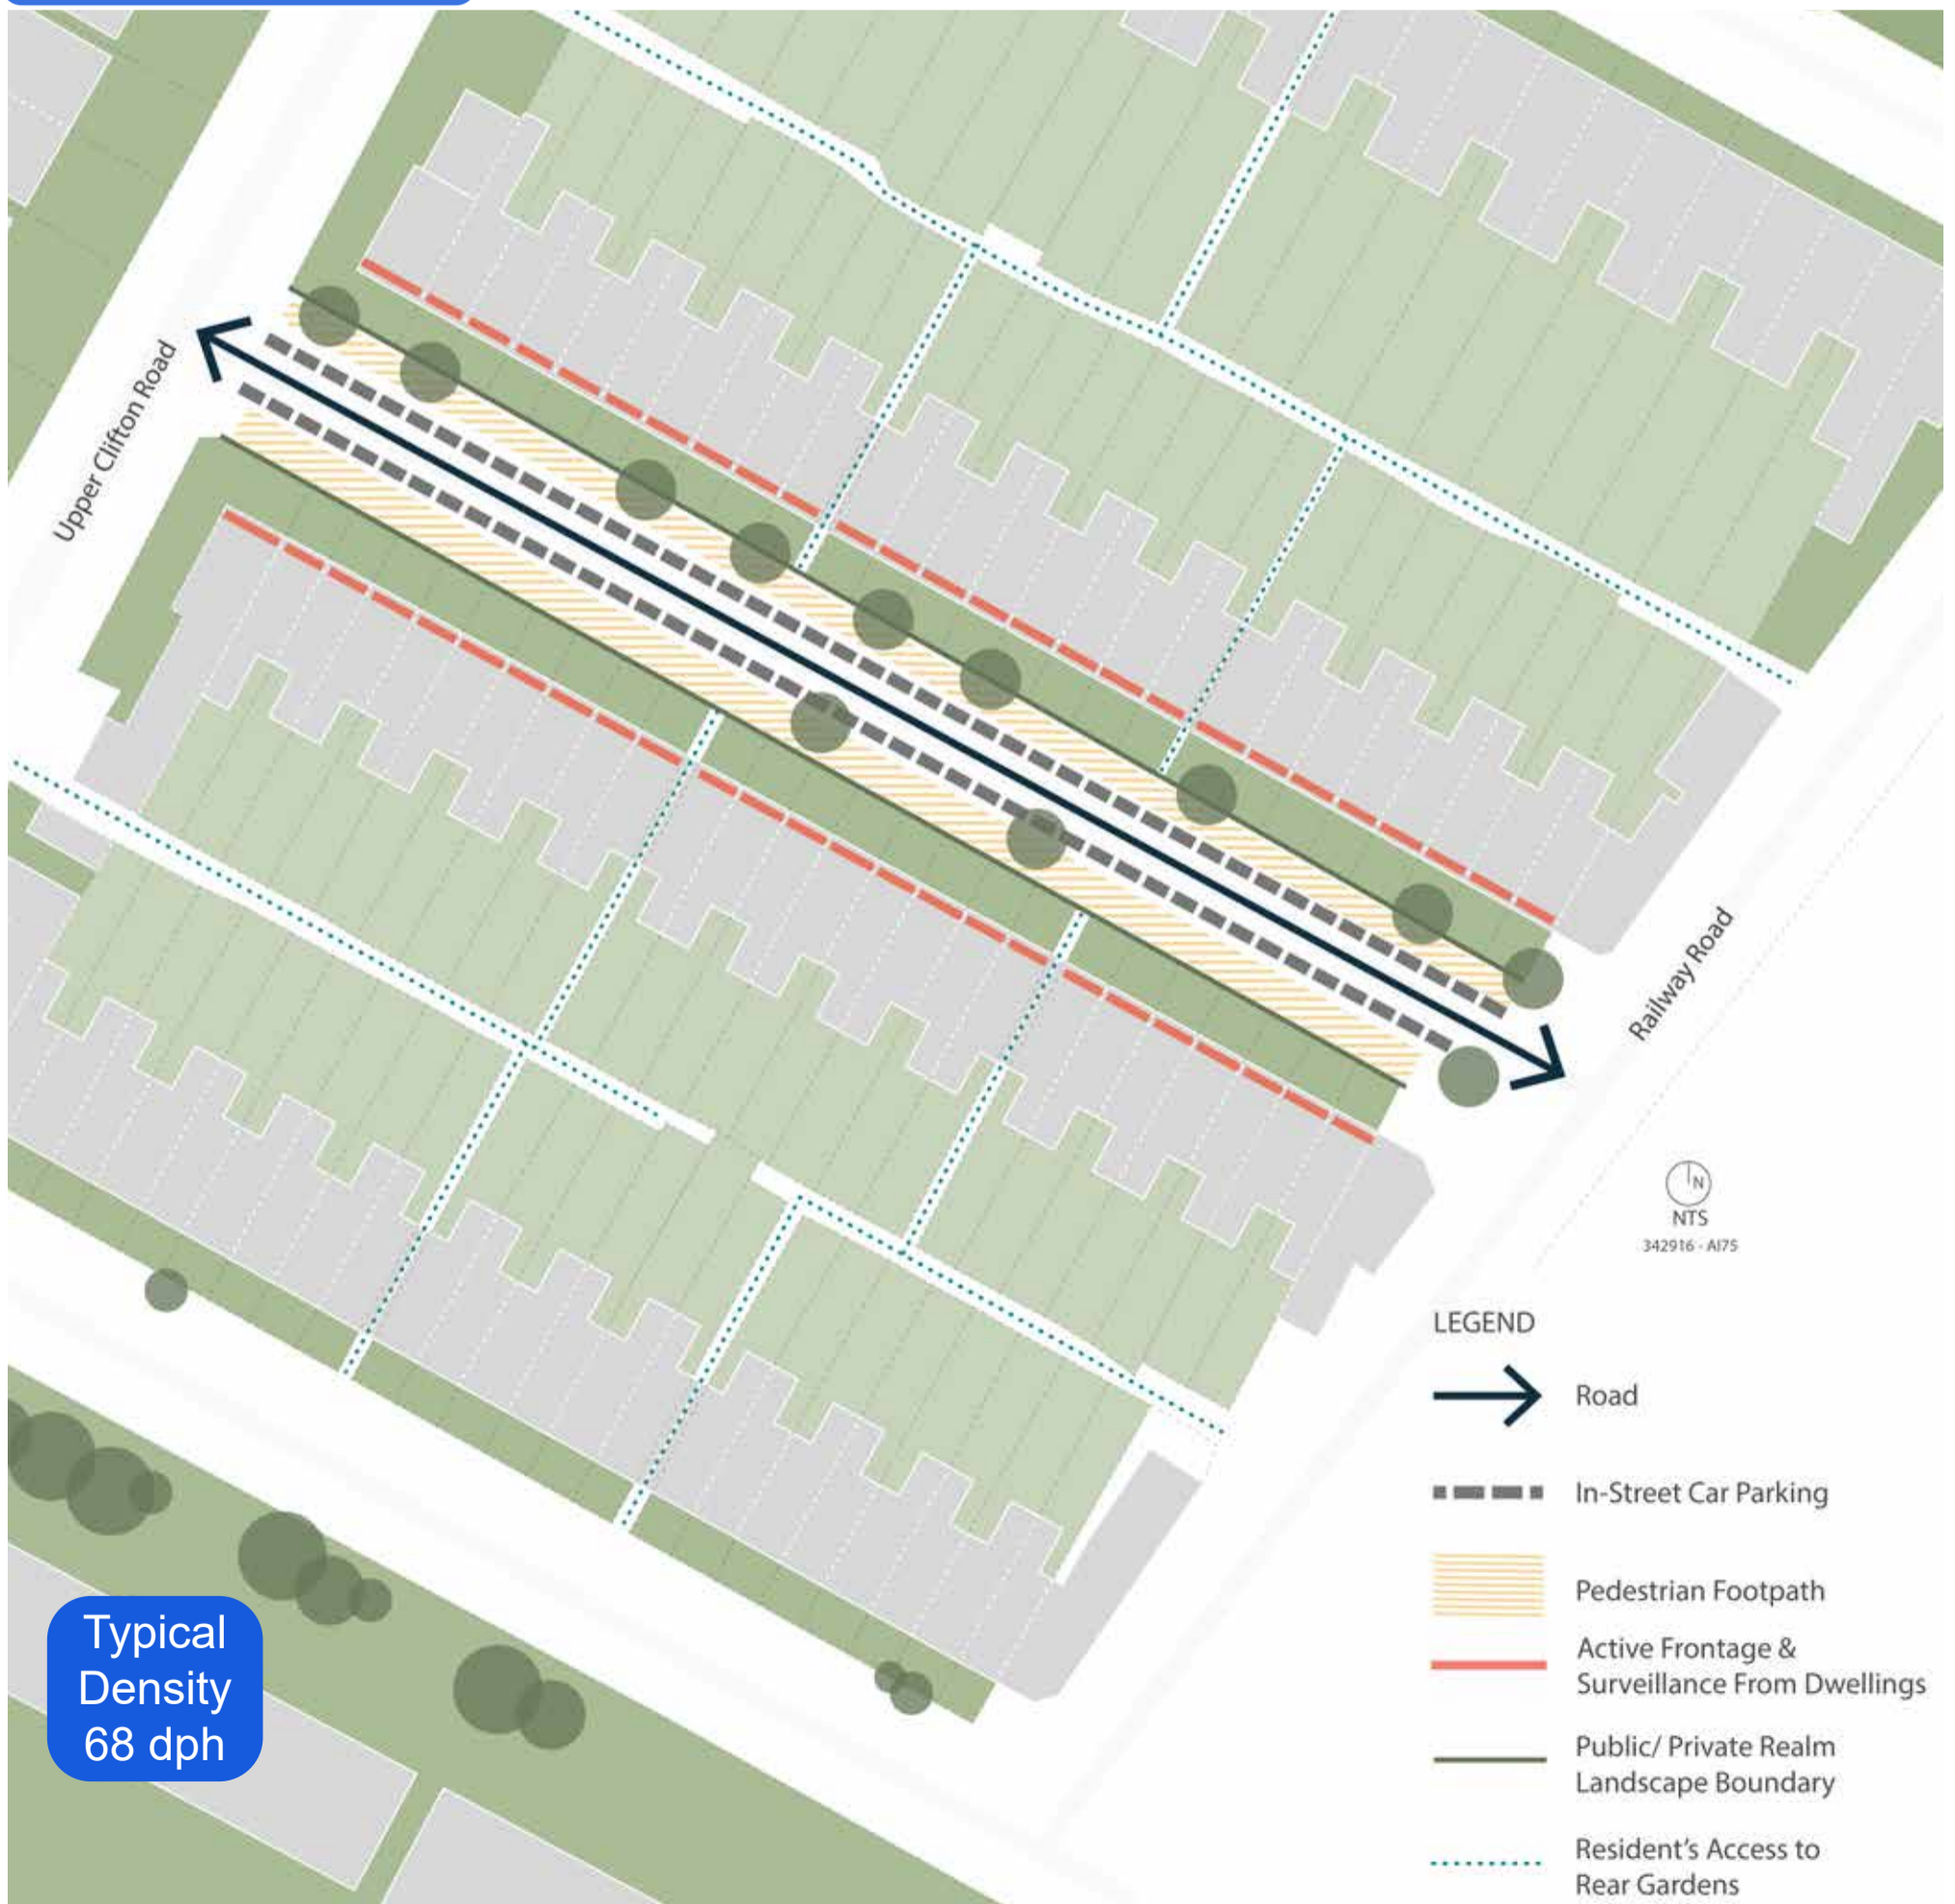 Upper Clifton Road
Railway Road
N
NTS
342916 - AI75
LEGEND
Road
In-Street Car Parking
Pedestrian Footpath
Active Frontage &
Surveillance From Dwellings
Public/ Private Realm
Landscape Boundary
Resident's Access to
Rear Gardens
Typical
Density
68 dph